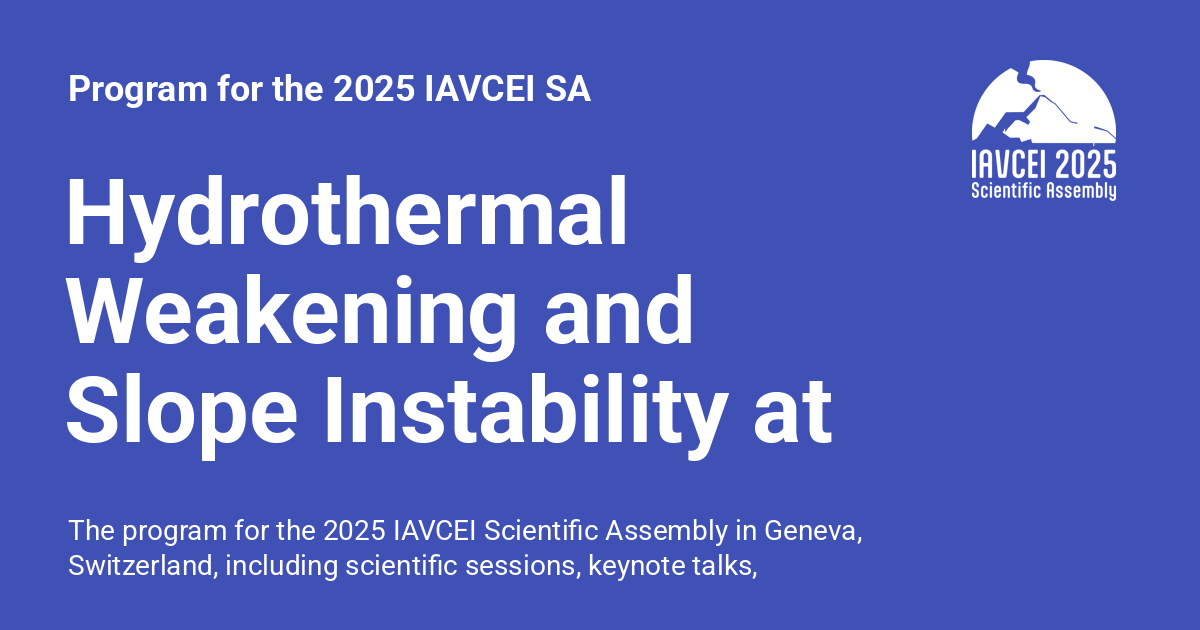 Program for the 2025 IAVCEI SA
IAVCEI 2025
Scientific Assembly
Hydrothermal
Weakening and
Slope Instability at
The program for the 2025 IAVCEI Scientific Assembly in Geneva,
Switzerland, including scientific sessions, keynote talks,